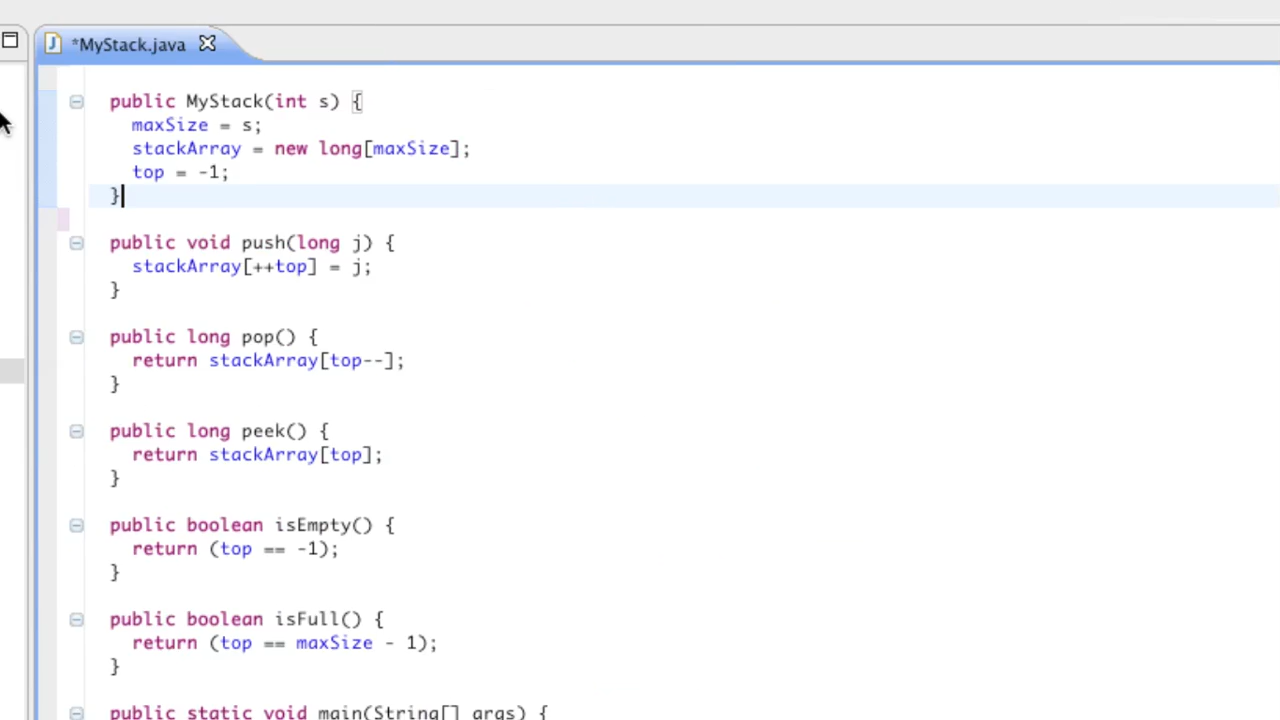 *MyStack.java
public MyStack(int s) {
maxSize = s;
stackArray = new long[maxSize];
top = -1;
}
public void push(long j) {
stackArray[++top] = j;
}
public long pop() {
return stackArray[top--];
}
public long peek() {
return stackArray[top];
}
public boolean isEmpty() {
return (top == -1);
}
public boolean isFull() {
return (top == maxSize - 1);
}
public static void main(String[] args) {